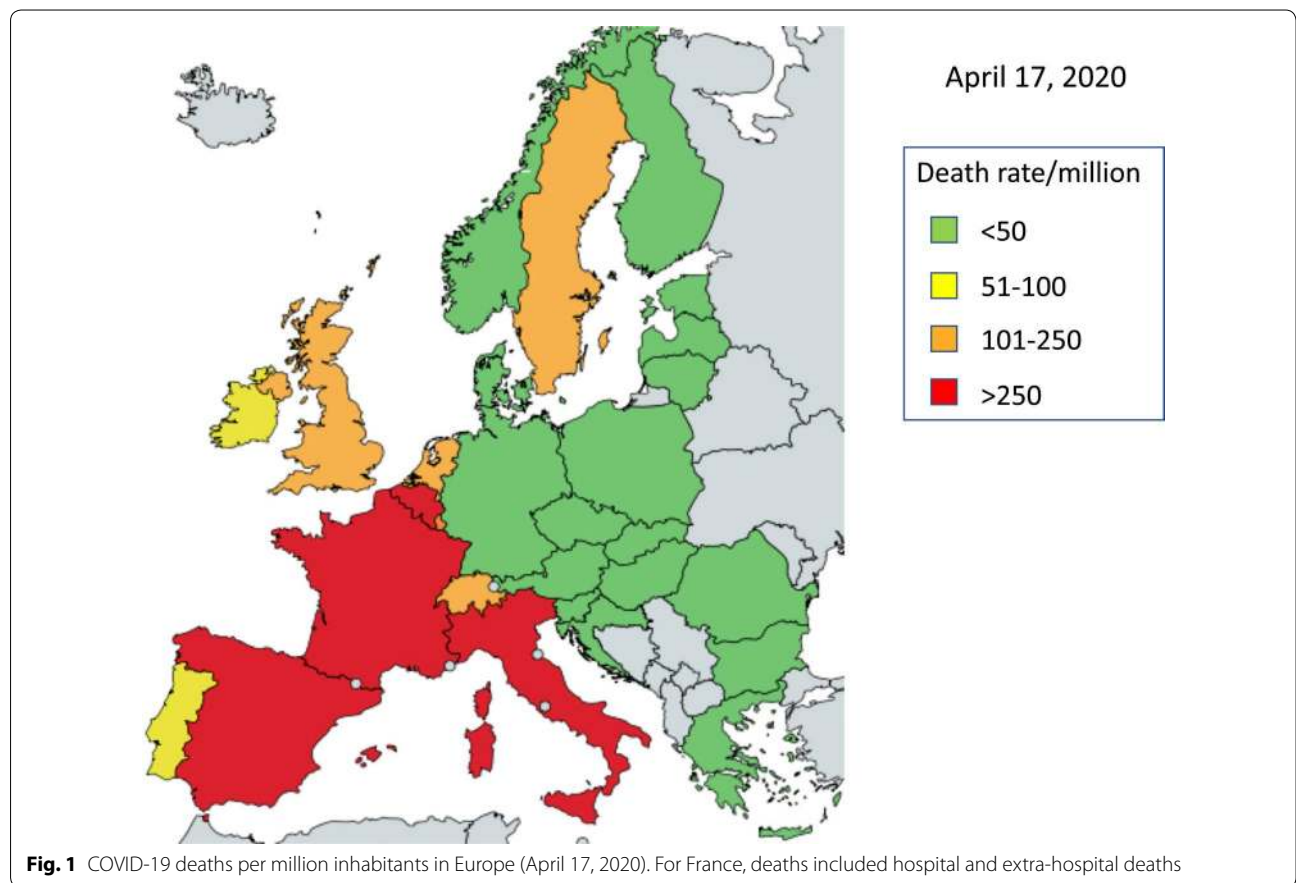 April 17, 2020
Death rate/million
<50
51-100
101-250
>250
Fig. 1 COVID-19 deaths per million inhabitants in Europe (April 17, 2020). For France, deaths included hospital and extra-hospital deaths